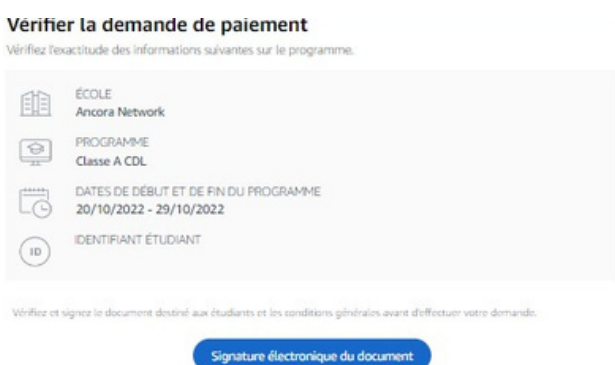 Vérifier la demande de paiement
Vérifiez l'exactitude des informations suivantes sur le programme.
ÉCOLE
Ancora Network
PROGRAMME
Classe A CDL
DATES DE DÉBUT ET DE FIN DU PROGRAMME
20/10/2022 - 29/10/2022
ID
IDENTIFIANT ÉTUDIANT
Vérifiez et signez le document destiné aux étudiants et les conditions générales avant d'effectuer votre demande.
Signature électronique du document